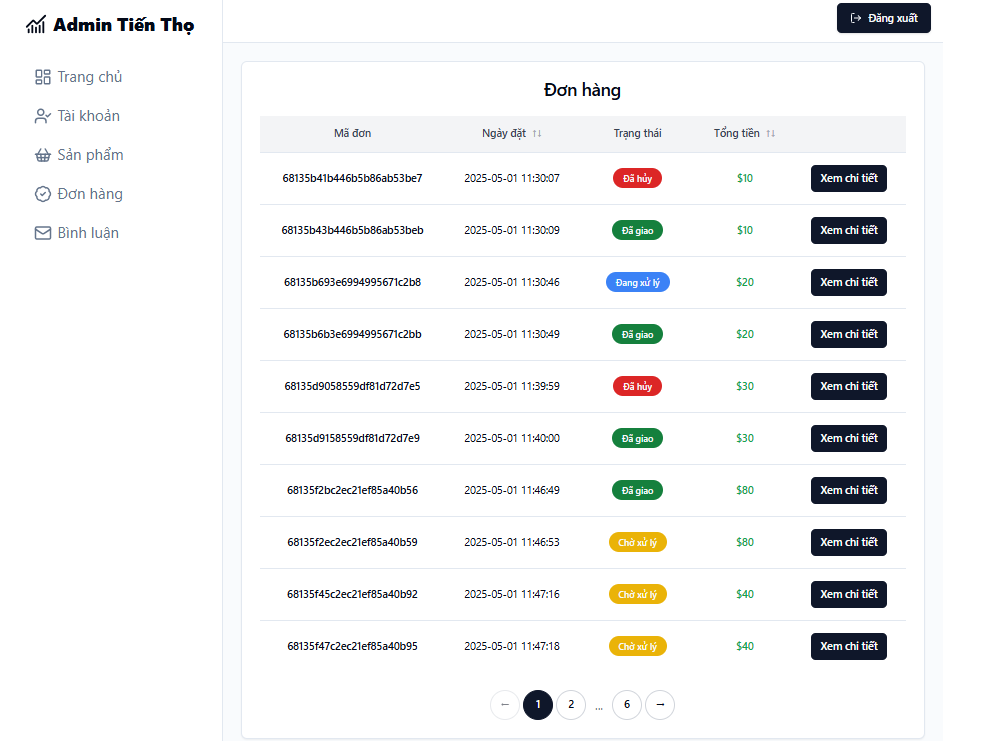 Admin Tiến Thọ
Đăng xuất
Trang chủ
Tài khoản
Sản phẩm
Đơn hàng
Bình luận
Đơn hàng
Mã đơn Ngày đặt ↑↓ Trạng thái Tổng tiền ↑↓
68135b41b446b5b86ab53be7 2025-05-01 11:30:07 Đã hủy $10 Xem chi tiết
68135b43b446b5b86ab53beb 2025-05-01 11:30:09 Đã giao $10 Xem chi tiết
68135b693e6994995671c2b8 2025-05-01 11:30:46 Đang xử lý $20 Xem chi tiết
68135b6b3e6994995671c2bb 2025-05-01 11:30:49 Đã giao $20 Xem chi tiết
68135d9058559df81d72d7e5 2025-05-01 11:39:59 Đã hủy $30 Xem chi tiết
68135d9158559df81d72d7e9 2025-05-01 11:40:00 Đã giao $30 Xem chi tiết
68135f2bc2ec21ef85a40b56 2025-05-01 11:46:49 Đã giao $80 Xem chi tiết
68135f2ec2ec21ef85a40b59 2025-05-01 11:46:53 Chờ xử lý $80 Xem chi tiết
68135f45c2ec21ef85a40b92 2025-05-01 11:47:16 Chờ xử lý $40 Xem chi tiết
68135f47c2ec21ef85a40b95 2025-05-01 11:47:18 Chờ xử lý $40 Xem chi tiết
← 1 2 ... 6 →